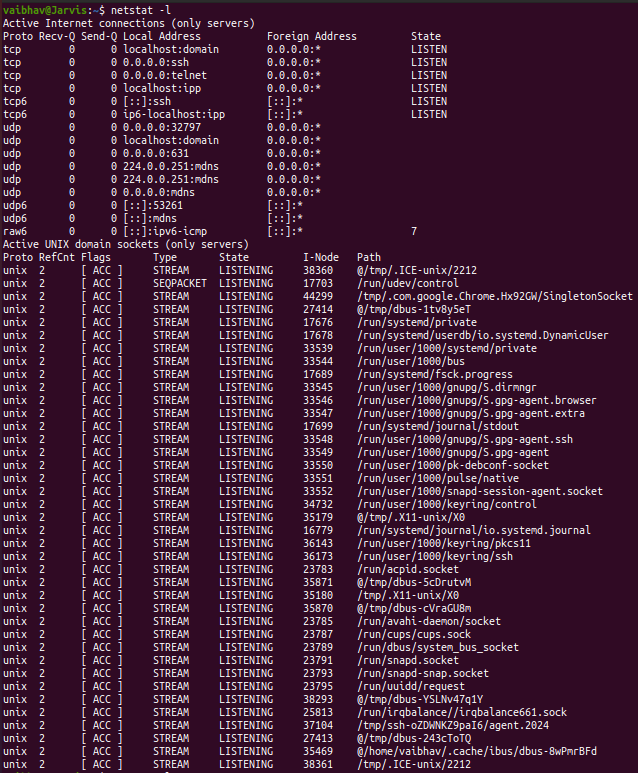 vaibhav@Jarvis:~$ netstat -l
Active Internet connections (only servers)
Proto Recv-Q Send-Q Local Address           Foreign Address         State
tcp        0      0 localhost:domain        0.0.0.0:*               LISTEN
tcp        0      0 0.0.0.0:ssh             0.0.0.0:*               LISTEN
tcp        0      0 0.0.0.0:telnet          0.0.0.0:*               LISTEN
tcp        0      0 localhost:ipp           0.0.0.0:*               LISTEN
tcp6       0      0 [::]:ssh                [::]:*                  LISTEN
tcp6       0      0 ip6-localhost:ipp       [::]:*                  LISTEN
udp        0      0 0.0.0.0:32797           0.0.0.0:*
udp        0      0 localhost:domain        0.0.0.0:*
udp        0      0 0.0.0.0:631             0.0.0.0:*
udp        0      0 224.0.0.251:mdns        0.0.0.0:*
udp        0      0 224.0.0.251:mdns        0.0.0.0:*
udp        0      0 0.0.0.0:mdns            0.0.0.0:*
udp6       0      0 [::]:53261              [::]:*
udp6       0      0 [::]:mdns               [::]:*
raw6       0      0 [::]:ipv6-icmp          [::]:*                  7
Active UNIX domain sockets (only servers)
Proto RefCnt Flags       Type       State         I-Node   Path
unix  2      [ ACC ]     STREAM     LISTENING     38360    @/tmp/.ICE-unix/2212
unix  2      [ ACC ]     SEQPACKET  LISTENING     17703    /run/udev/control
unix  2      [ ACC ]     STREAM     LISTENING     44299    /tmp/.com.google.Chrome.Hx92GW/SingletonSocket
unix  2      [ ACC ]     STREAM     LISTENING     27414    @/tmp/dbus-1tv8y5eT
unix  2      [ ACC ]     STREAM     LISTENING     17676    /run/systemd/private
unix  2      [ ACC ]     STREAM     LISTENING     17678    /run/systemd/userdb/io.systemd.DynamicUser
unix  2      [ ACC ]     STREAM     LISTENING     33539    /run/user/1000/systemd/private
unix  2      [ ACC ]     STREAM     LISTENING     33544    /run/user/1000/bus
unix  2      [ ACC ]     STREAM     LISTENING     17689    /run/systemd/fsck.progress
unix  2      [ ACC ]     STREAM     LISTENING     33545    /run/user/1000/gnupg/S.dirmngr
unix  2      [ ACC ]     STREAM     LISTENING     33546    /run/user/1000/gnupg/S.gpg-agent.browser
unix  2      [ ACC ]     STREAM     LISTENING     33547    /run/user/1000/gnupg/S.gpg-agent.extra
unix  2      [ ACC ]     STREAM     LISTENING     17699    /run/systemd/journal/stdout
unix  2      [ ACC ]     STREAM     LISTENING     33548    /run/user/1000/gnupg/S.gpg-agent.ssh
unix  2      [ ACC ]     STREAM     LISTENING     33549    /run/user/1000/gnupg/S.gpg-agent
unix  2      [ ACC ]     STREAM     LISTENING     33550    /run/user/1000/pk-debconf-socket
unix  2      [ ACC ]     STREAM     LISTENING     33551    /run/user/1000/pulse/native
unix  2      [ ACC ]     STREAM     LISTENING     33552    /run/user/1000/snapd-session-agent.socket
unix  2      [ ACC ]     STREAM     LISTENING     34732    /run/user/1000/keyring/control
unix  2      [ ACC ]     STREAM     LISTENING     35179    @/tmp/.X11-unix/X0
unix  2      [ ACC ]     STREAM     LISTENING     16779    /run/systemd/journal/io.systemd.journal
unix  2      [ ACC ]     STREAM     LISTENING     36143    /run/user/1000/keyring/pkcs11
unix  2      [ ACC ]     STREAM     LISTENING     36173    /run/user/1000/keyring/ssh
unix  2      [ ACC ]     STREAM     LISTENING     23783    /run/acpid.socket
unix  2      [ ACC ]     STREAM     LISTENING     35871    @/tmp/dbus-5cDrutvM
unix  2      [ ACC ]     STREAM     LISTENING     35180    /tmp/.X11-unix/X0
unix  2      [ ACC ]     STREAM     LISTENING     35870    @/tmp/dbus-cVraGU8m
unix  2      [ ACC ]     STREAM     LISTENING     23785    /run/avahi-daemon/socket
unix  2      [ ACC ]     STREAM     LISTENING     23787    /run/cups/cups.sock
unix  2      [ ACC ]     STREAM     LISTENING     23789    /run/dbus/system_bus_socket
unix  2      [ ACC ]     STREAM     LISTENING     23791    /run/snapd.socket
unix  2      [ ACC ]     STREAM     LISTENING     23793    /run/snapd-snap.socket
unix  2      [ ACC ]     STREAM     LISTENING     23795    /run/uuidd/request
unix  2      [ ACC ]     STREAM     LISTENING     38293    @/tmp/dbus-YSLNv47q1Y
unix  2      [ ACC ]     STREAM     LISTENING     25813    /run/irqbalance//irqbalance661.sock
unix  2      [ ACC ]     STREAM     LISTENING     37104    /tmp/ssh-oZDWNKZ9paI6/agent.2024
unix  2      [ ACC ]     STREAM     LISTENING     27413    @/tmp/dbus-243cToTQ
unix  2      [ ACC ]     STREAM     LISTENING     35469    @/home/vaibhav/.cache/ibus/dbus-8wPmrBFd
unix  2      [ ACC ]     STREAM     LISTENING     38361    /tmp/.ICE-unix/2212